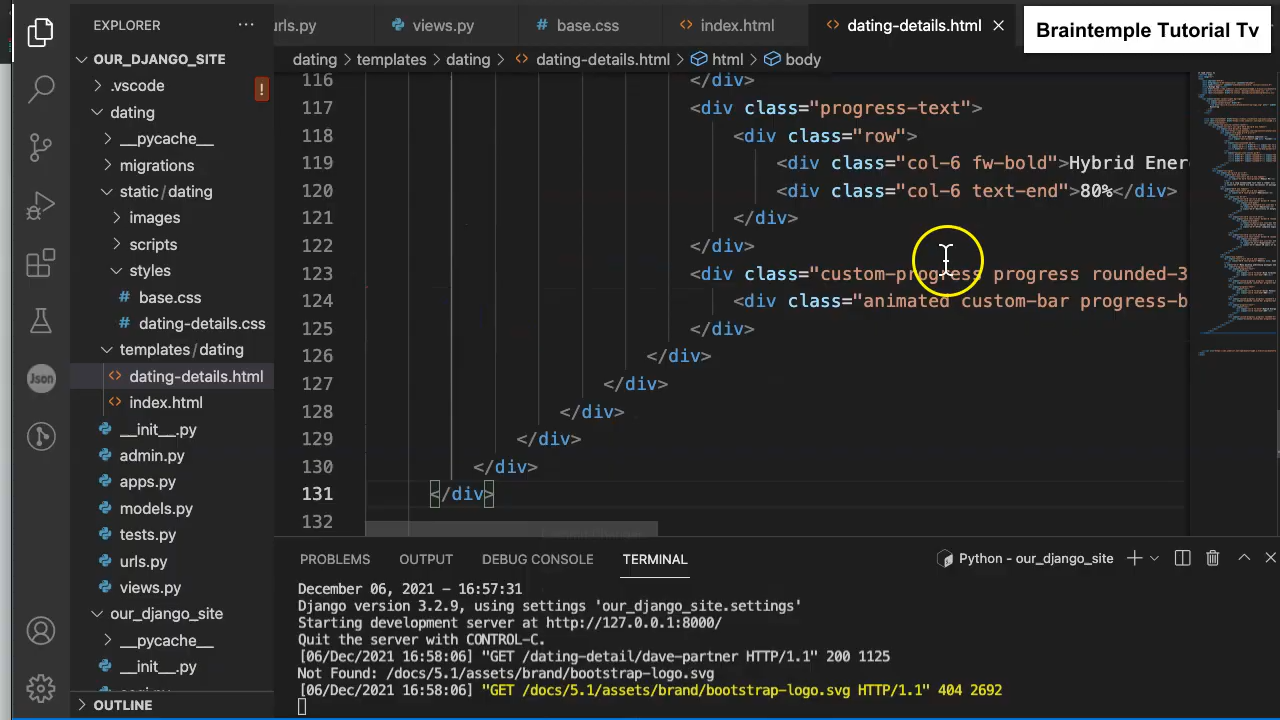 EXPLORER
urls.py
views.py
# base.css
index.html
dating-details.html
Braintemple Tutorial Tv
OUR_DJANGO_SITE
dating > templates > dating > dating-details.html > html > body
.vscode
dating
__pycache__
migrations
static/dating
images
scripts
styles
# base.css
# dating-details.css
templates/dating
dating-details.html
index.html
__init__.py
admin.py
apps.py
models.py
tests.py
urls.py
views.py
our_django_site
__pycache__
__init__.py
OUTLINE
Json
116 </div>
117 <div class="progress-text">
118 <div class="row">
119 <div class="col-6 fw-bold">Hybrid Ener
120 <div class="col-6 text-end">80%</div>
121 </div>
122 </div>
123 <div class="custom-progress progress rounded-3
124 <div class="animated custom-bar progress-b
125 </div>
126 </div>
127 </div>
128 </div>
129 </div>
130 </div>
131 </div>
132
PROBLEMS OUTPUT DEBUG CONSOLE TERMINAL
Python - our_django_site
December 06, 2021 - 16:57:31
Django version 3.2.9, using settings 'our_django_site.settings'
Starting development server at http://127.0.0.1:8000/
Quit the server with CONTROL-C.
[06/Dec/2021 16:58:06] "GET /dating-detail/dave-partner HTTP/1.1" 200 1125
Not Found: /docs/5.1/assets/brand/bootstrap-logo.svg
[06/Dec/2021 16:58:06] "GET /docs/5.1/assets/brand/bootstrap-logo.svg HTTP/1.1" 404 2692